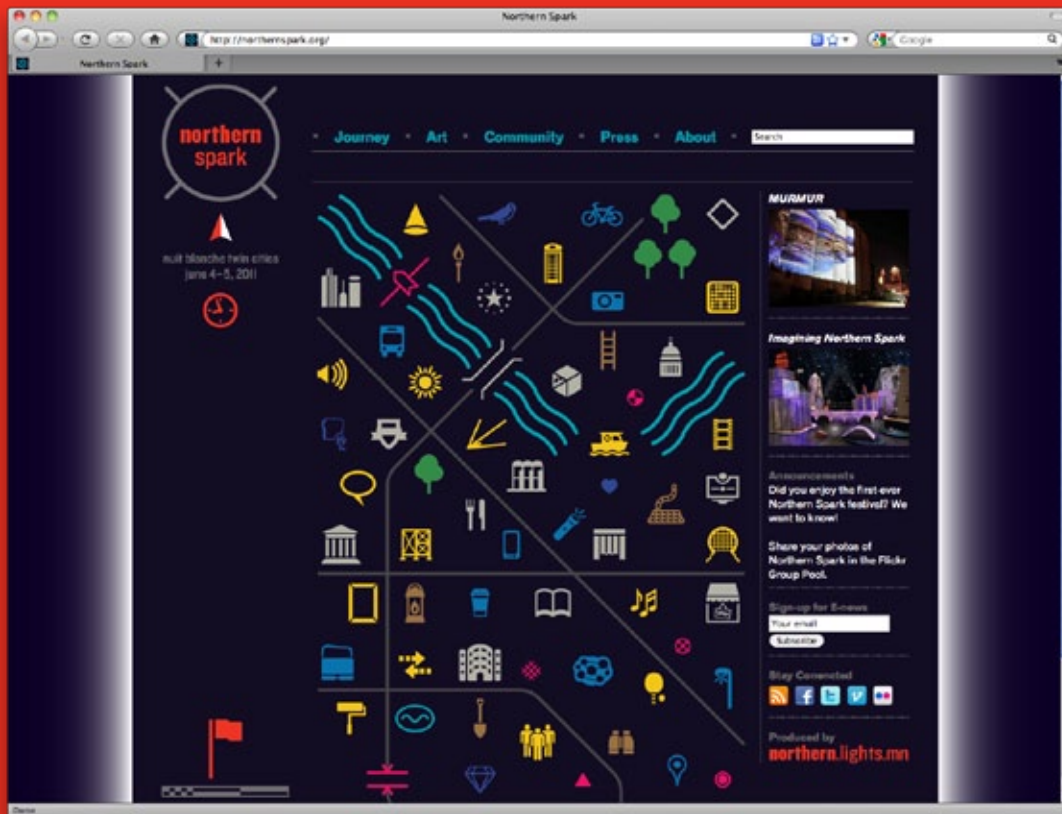 Northern Spark
http://northernspark.org/
Google
Northern Spark
+
northern
spark
nuit blanche twin cities
june 4–5, 2011
Journey
Art
Community
Press
About
Search
MURMUR
Imagining Northern Spark
Announcements
Did you enjoy the first-ever
Northern Spark festival? We
want to know!
Share your photos of
Northern Spark in the Flickr
Group Pool.
Sign-up for E-news
Your email
Subscribe
Stay Connected
Produced by
northern.lights.mn
Done